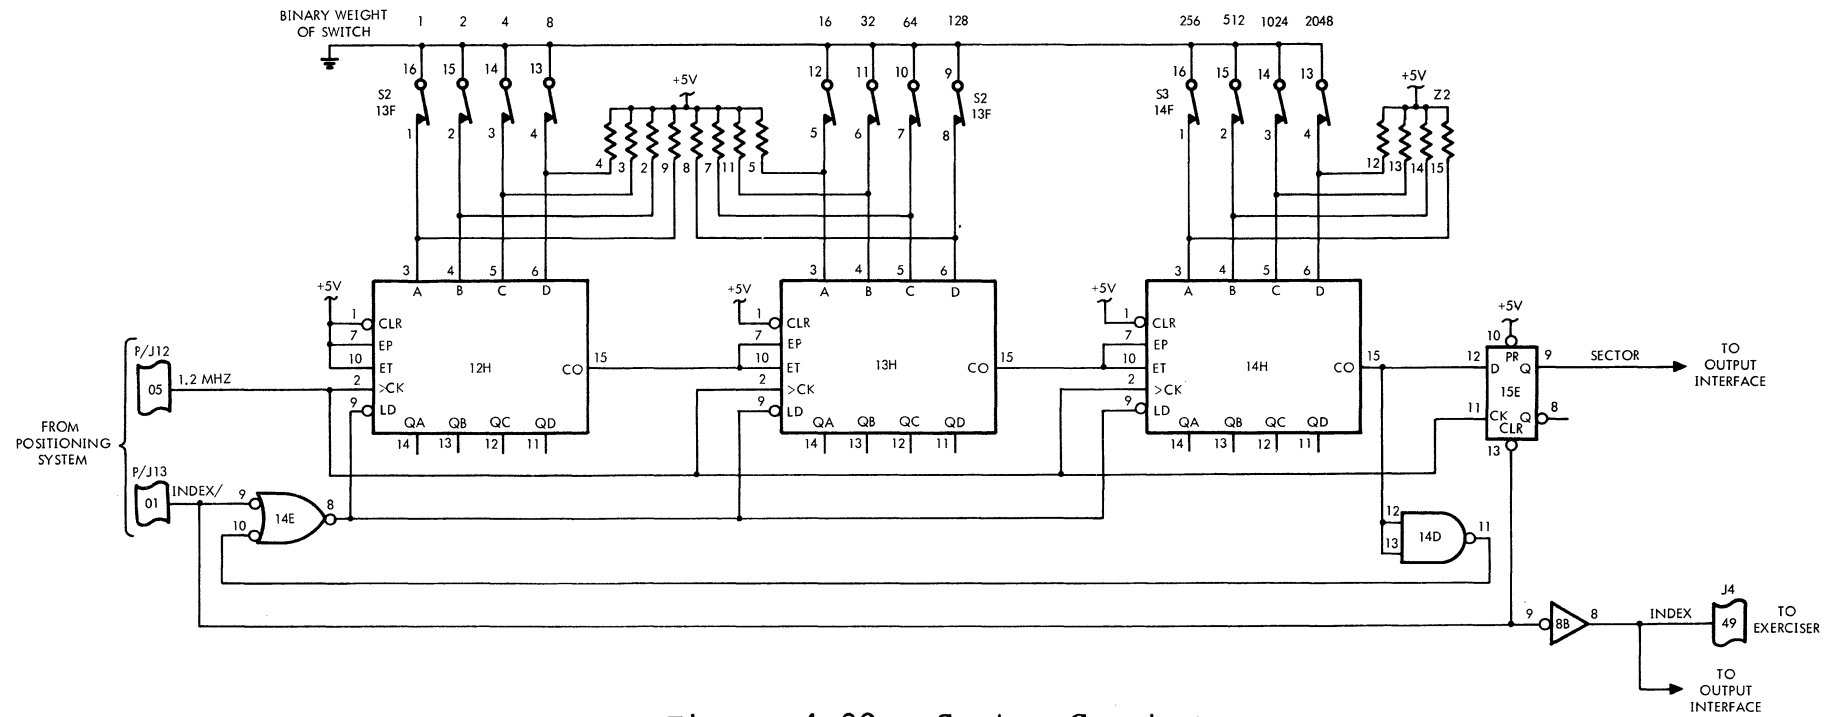 BINARY WEIGHT
OF SWITCH
1 2 4 8 16 32 64 128 256 512 1024 2048
16 15 14 13 12 11 10 9 16 15 14 13
S2
13F
+5V
S2
13F
S3
14F
+5V
Z2
1 2 3 4 5 6 7 8 1 2 3 4
4 3 2 9 8 7 11 5
12 13 14 15
3 4 5 6 3 4 5 6 3 4 5 6
A B C D A B C D A B C D
+5V +5V +5V +5V
1 CLR 1 CLR 1 CLR
7 EP 7 EP 7 EP
10 ET 12H CO 15 10 ET 13H CO 15 10 ET 14H CO 15
2 >CK 2 >CK 2 >CK
9 LD 9 LD 9 LD
QA QB QC QD QA QB QC QD QA QB QC QD
14 13 12 11 14 13 12 11 14 13 12 11
10
PR
12 D Q 9 SECTOR
15E
11 CK Q 8
CLR
13
TO
OUTPUT
INTERFACE
P/J12
05 1.2 MHZ
FROM
POSITIONING
SYSTEM
P/J13
01 INDEX/
9
10 14E 8
12
13 14D 11
9 8B 8 INDEX
J4
49
TO
EXERCISER
TO
OUTPUT
INTERFACE